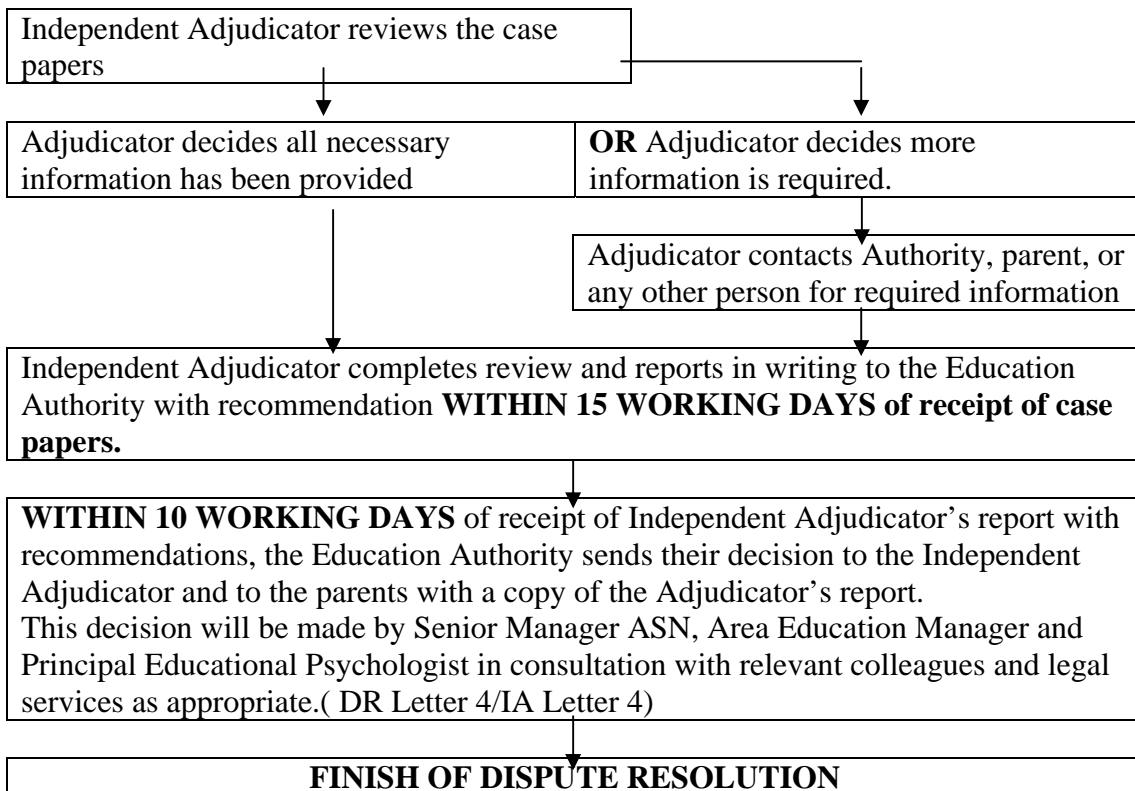 Independent Adjudicator reviews the case
papers
Adjudicator decides all necessary
information has been provided
OR Adjudicator decides more
information is required.
Adjudicator contacts Authority, parent, or
any other person for required information
Independent Adjudicator completes review and reports in writing to the Education
Authority with recommendation WITHIN 15 WORKING DAYS of receipt of case
papers.
WITHIN 10 WORKING DAYS of receipt of Independent Adjudicator’s report with
recommendations, the Education Authority sends their decision to the Independent
Adjudicator and to the parents with a copy of the Adjudicator’s report.
This decision will be made by Senior Manager ASN, Area Education Manager and
Principal Educational Psychologist in consultation with relevant colleagues and legal
services as appropriate.( DR Letter 4/IA Letter 4)
FINISH OF DISPUTE RESOLUTION